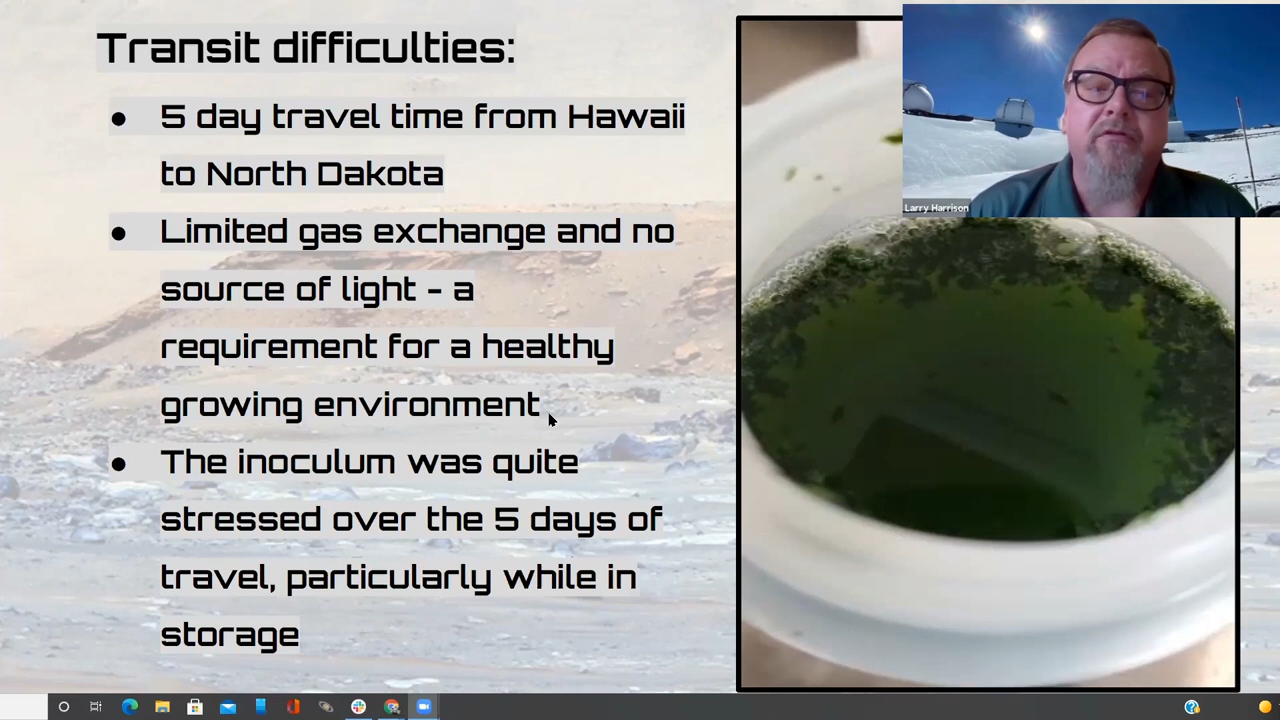 Transit difficulties:
● 5 day travel time from Hawaii
to North Dakota
● Limited gas exchange and no
source of light - a
requirement for a healthy
growing environment
● The inoculum was quite
stressed over the 5 days of
travel, particularly while in
storage
Larry Harrison